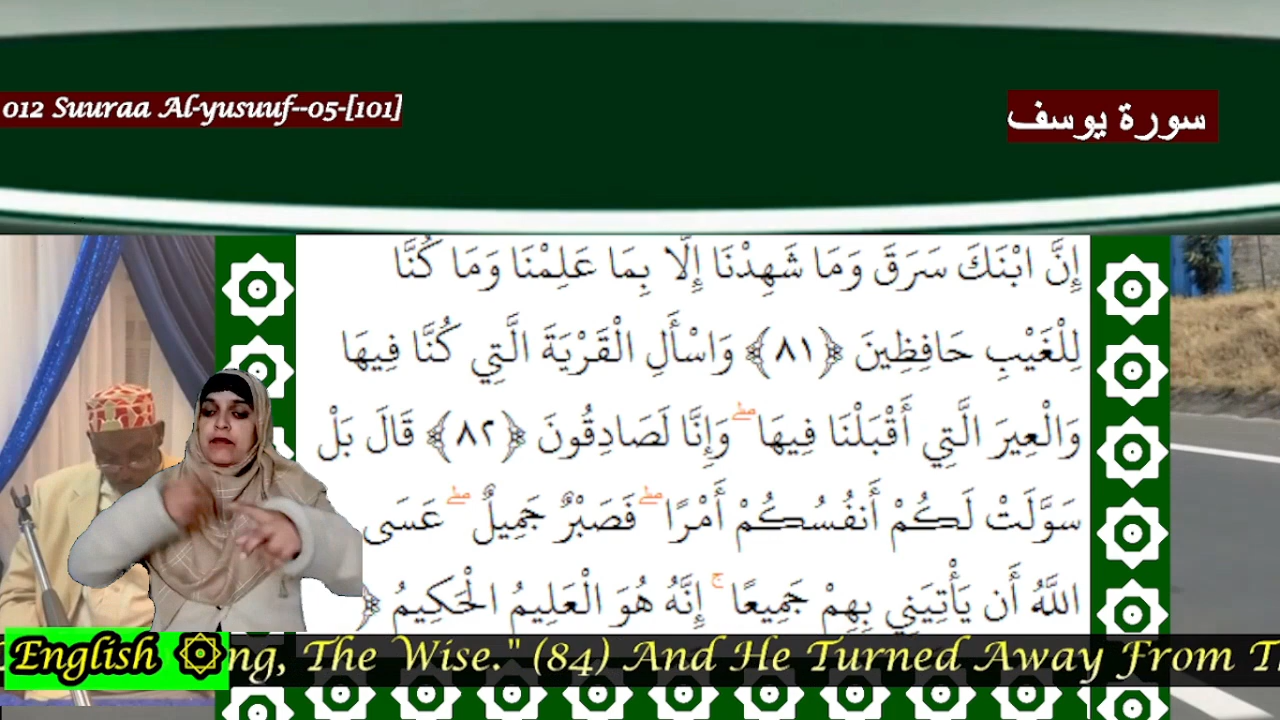 012 Suuraa Al-yusuuf--05-[101]
سورة يوسف
إِنَّ ابْنَكَ سَرَقَ وَمَا شَهِدْنَا إِلَّا بِمَا عَلِمْنَا وَمَا كُنَّا
لِلْغَيْبِ حَافِظِينَ ﴿٨١﴾ وَاسْأَلِ الْقَرْيَةَ الَّتِي كُنَّا فِيهَا
وَالْعِيرَ الَّتِي أَقْبَلْنَا فِيهَا ۖ وَإِنَّا لَصَادِقُونَ ﴿٨٢﴾ قَالَ بَلْ
سَوَّلَتْ لَكُمْ أَنفُسُكُمْ أَمْرًا ۖ فَصَبْرٌ جَمِيلٌ ۖ عَسَى
اللَّهُ أَن يَأْتِيَنِي بِهِمْ جَمِيعًا ۚ إِنَّهُ هُوَ الْعَلِيمُ الْحَكِيمُ ﴿
English ng, The Wise." (84) And He Turned Away From T